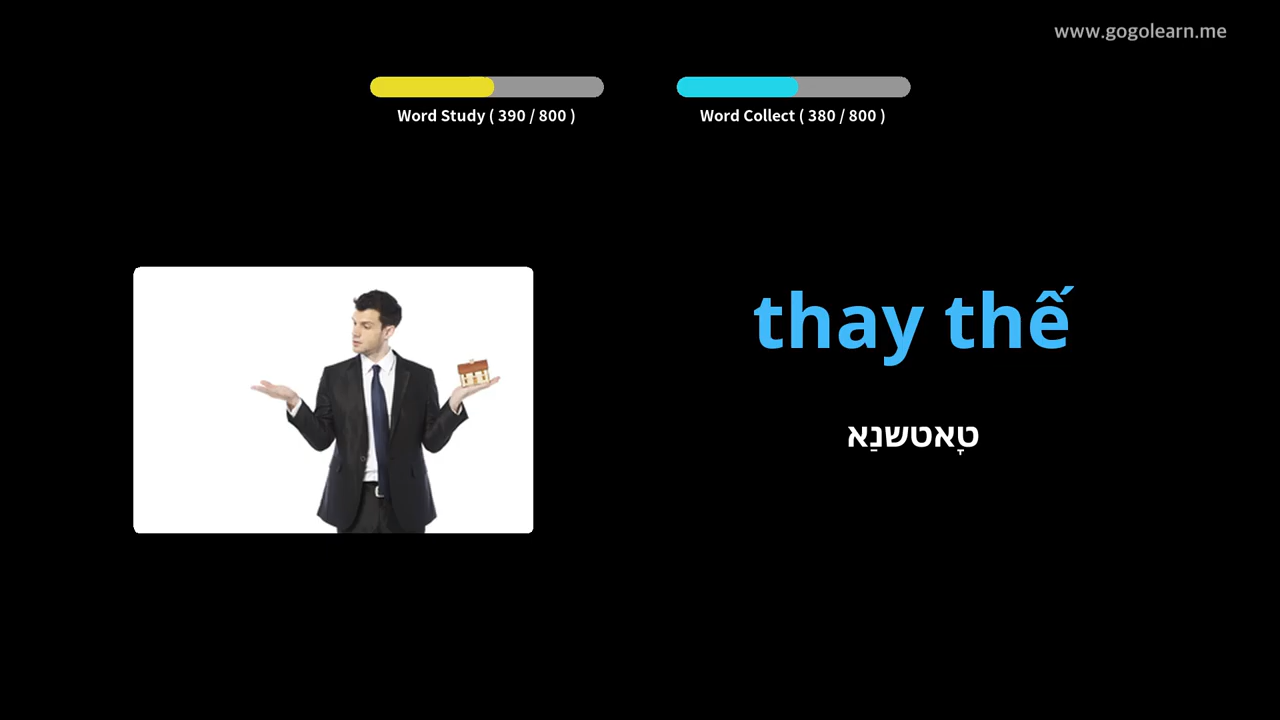 www.gogolearn.me
Word Study ( 390 / 800 )
Word Collect ( 380 / 800 )
thay thế
טָאטשנַא